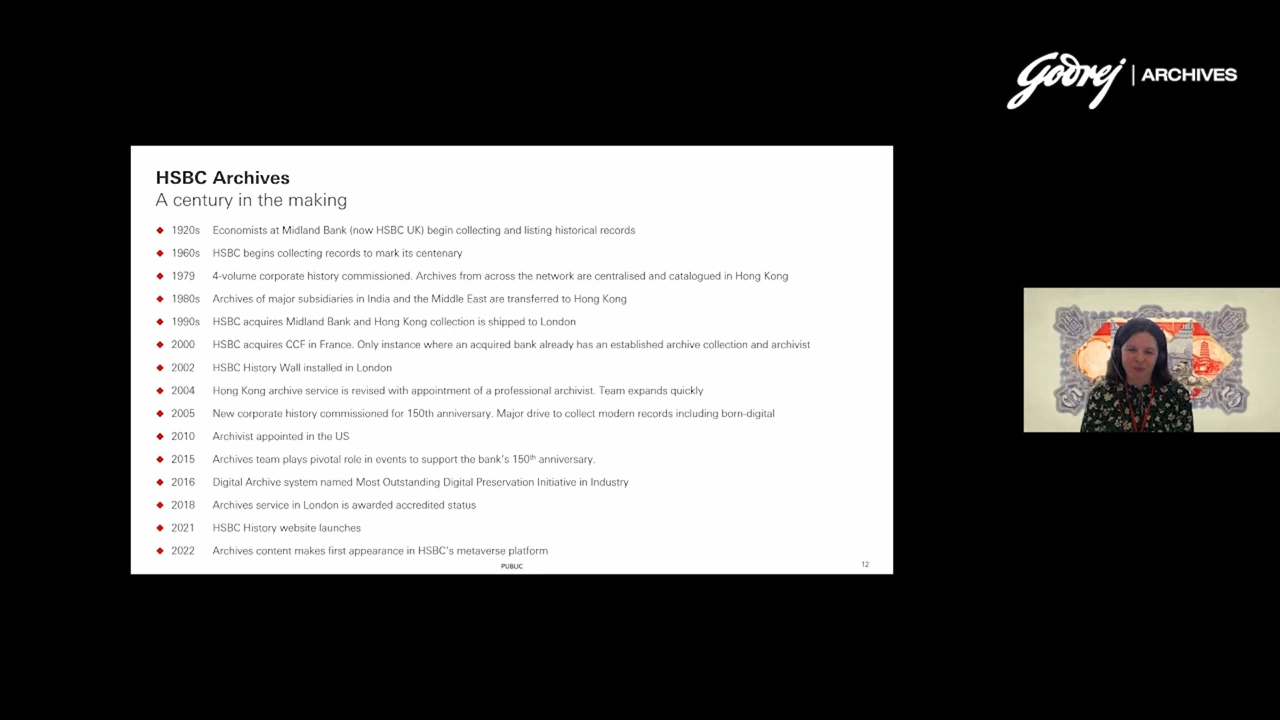 Godrej | ARCHIVES
HSBC Archives
A century in the making
1920s Economists at Midland Bank (now HSBC UK) begin collecting and listing historical records
1960s HSBC begins collecting records to mark its centenary
1979 4-volume corporate history commissioned. Archives from across the network are centralised and catalogued in Hong Kong
1980s Archives of major subsidiaries in India and the Middle East are transferred to Hong Kong
1990s HSBC acquires Midland Bank and Hong Kong collection is shipped to London
2000 HSBC acquires CCF in France. Only instance where an acquired bank already has an established archive collection and archivist
2002 HSBC History Wall installed in London
2004 Hong Kong archive service is revised with appointment of a professional archivist. Team expands quickly
2005 New corporate history commissioned for 150th anniversary. Major drive to collect modern records including born-digital
2010 Archivist appointed in the US
2015 Archives team plays pivotal role in events to support the bank's 150th anniversary.
2016 Digital Archive system named Most Outstanding Digital Preservation Initiative in Industry
2018 Archives service in London is awarded accredited status
2021 HSBC History website launches
2022 Archives content makes first appearance in HSBC's metaverse platform
PUBLIC
12